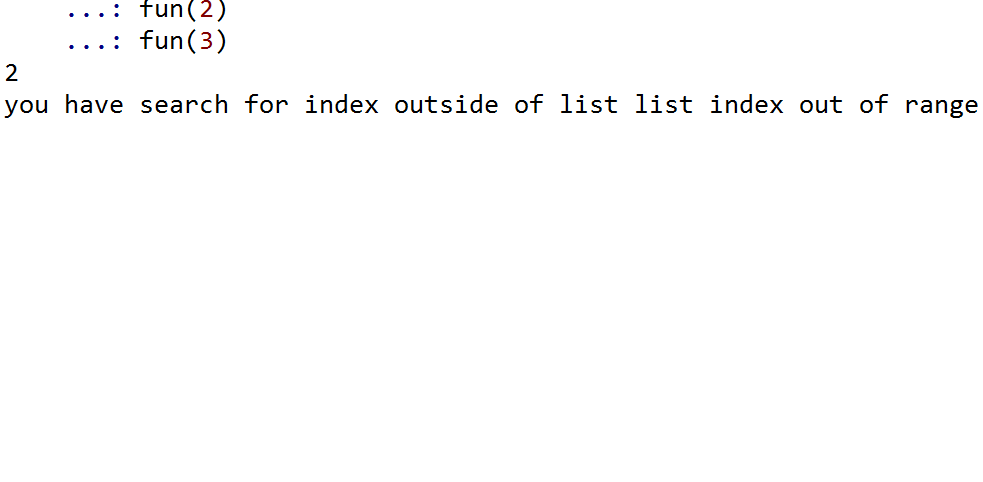 ...: fun(2)
...: fun(3)
2
you have search for index outside of list list index out of range